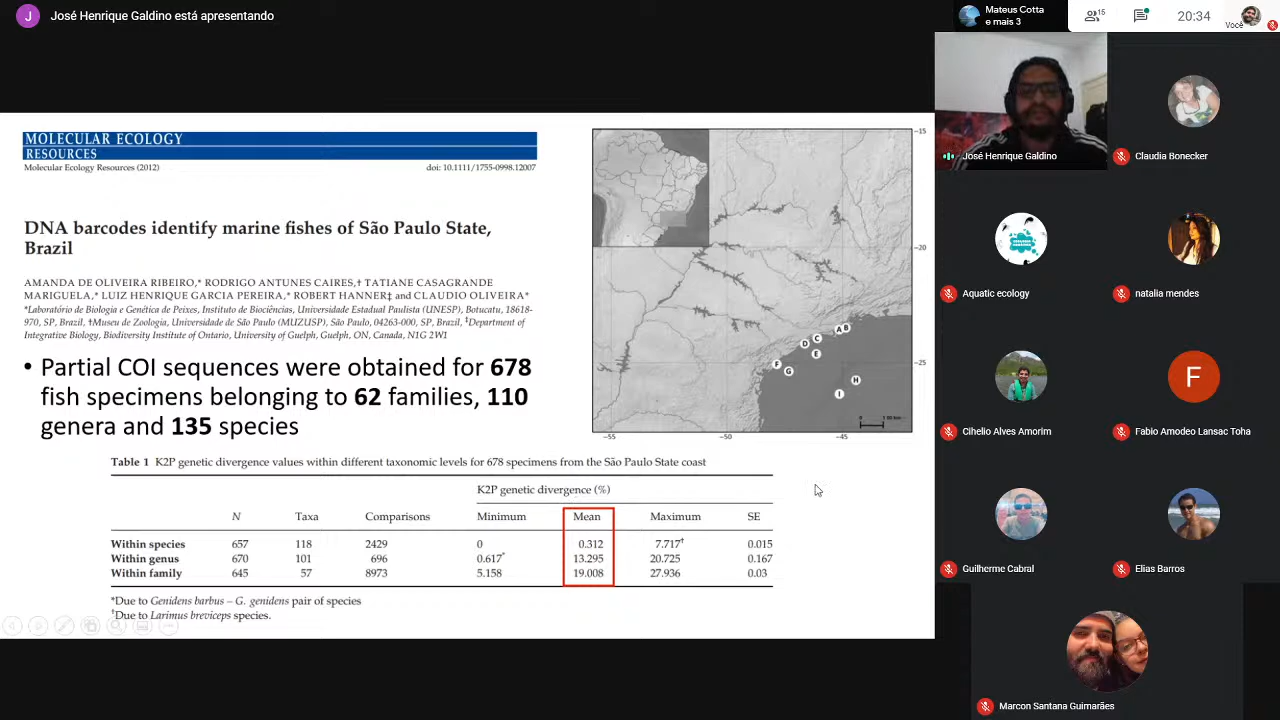 J
José Henrique Galdino está apresentando
Mateus Cotta
e mais 3
15
20:34
Você
MOLECULAR ECOLOGY
RESOURCES
Molecular Ecology Resources (2012)
doi: 10.1111/1755-0998.12007
DNA barcodes identify marine fishes of São Paulo State,
Brazil
AMANDA DE OLIVEIRA RIBEIRO,* RODRIGO ANTUNES CAIRES,† TATIANE CASAGRANDE
MARIGUELA,* LUIZ HENRIQUE GARCIA PEREIRA,* ROBERT HANNER‡ and CLAUDIO OLIVEIRA*
*Laboratório de Biologia e Genética de Peixes, Instituto de Biociências, Universidade Estadual Paulista (UNESP), Botucatu, 18618-
970, SP, Brazil, †Museu de Zoologia, Universidade de São Paulo (MUZUSP), São Paulo, 04263-000, SP, Brazil, ‡Department of
Integrative Biology, Biodiversity Institute of Ontario, University of Guelph, Guelph, ON, Canada, N1G 2W1
• Partial COI sequences were obtained for 678
fish specimens belonging to 62 families, 110
genera and 135 species
−15
−20
−25
A B
C
D
E
F
G
H
I
0
100 km
−55
−50
−45
Table 1 K2P genetic divergence values within different taxonomic levels for 678 specimens from the São Paulo State coast
K2P genetic divergence (%)
N Taxa Comparisons Minimum Mean Maximum SE
Within species 657 118 2429 0 0.312 7.717† 0.015
Within genus 670 101 696 0.617* 13.295 20.725 0.167
Within family 645 57 8973 5.158 19.008 27.936 0.03
*Due to Genidens barbus – G. genidens pair of species
†Due to Larimus breviceps species.
José Henrique Galdino
Claudia Bonecker
Aquatic ecology
natalia mendes
Cihelio Alves Amorim
F
Fabio Amodeo Lansac Toha
Guilherme Cabral
Elias Barros
Marcon Santana Guimarães